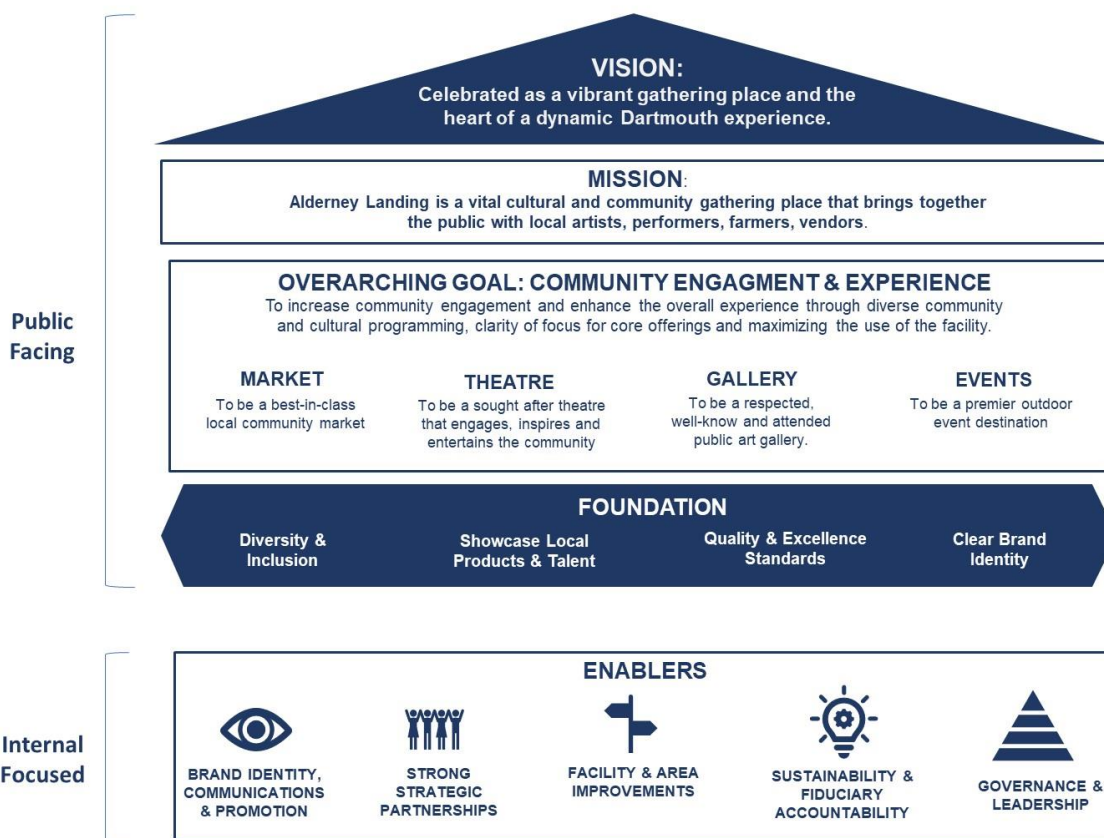 VISION:
Celebrated as a vibrant gathering place and the
heart of a dynamic Dartmouth experience.
MISSION:
Alderney Landing is a vital cultural and community gathering place that brings together
the public with local artists, performers, farmers, vendors.
Public
Facing
OVERARCHING GOAL: COMMUNITY ENGAGMENT & EXPERIENCE
To increase community engagement and enhance the overall experience through diverse community
and cultural programming, clarity of focus for core offerings and maximizing the use of the facility.
MARKET
To be a best-in-class
local community market
THEATRE
To be a sought after theatre
that engages, inspires and
entertains the community
GALLERY
To be a respected,
well-know and attended
public art gallery.
EVENTS
To be a premier outdoor
event destination
FOUNDATION
Diversity &
Inclusion
Showcase Local
Products & Talent
Quality & Excellence
Standards
Clear Brand
Identity
Internal
Focused
ENABLERS
BRAND IDENTITY,
COMMUNICATIONS
& PROMOTION
STRONG
STRATEGIC
PARTNERSHIPS
FACILITY & AREA
IMPROVEMENTS
SUSTAINABILITY &
FIDUCIARY
ACCOUNTABILITY
GOVERNANCE &
LEADERSHIP